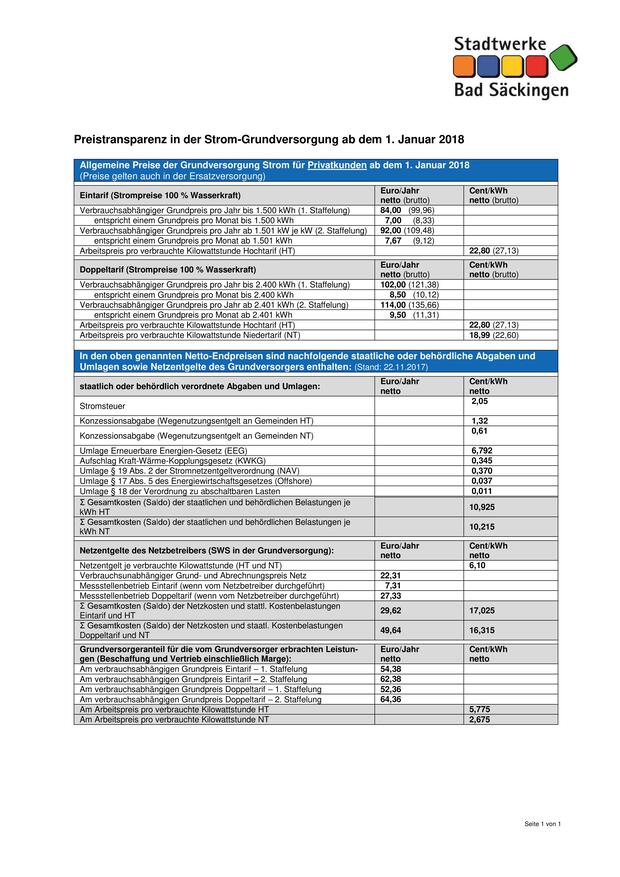 Stadtwerke
Bad Säckingen
Preistransparenz in der Strom-Grundversorgung ab dem 1. Januar 2018
Allgemeine Preise der Grundversorgung Strom für Privatkunden ab dem 1. Januar 2018
(Preise gelten auch in der Ersatzversorgung)
Eintarif (Strompreise 100 % Wasserkraft) Euro/Jahr netto (brutto) Cent/kWh netto (brutto)
Verbrauchsabhängiger Grundpreis pro Jahr bis 1.500 kWh (1. Staffelung) 84,00 (99,96)
entspricht einem Grundpreis pro Monat bis 1.500 kWh 7,00 (8,33)
Verbrauchsabhängiger Grundpreis pro Jahr ab 1.501 kW je kW (2. Staffelung) 92,00 (109,48)
entspricht einem Grundpreis pro Monat ab 1.501 kWh 7,67 (9,12)
Arbeitspreis pro verbrauchte Kilowattstunde Hochtarif (HT) 22,80 (27,13)
Doppeltarif (Strompreise 100 % Wasserkraft) Euro/Jahr netto (brutto) Cent/kWh netto (brutto)
Verbrauchsabhängiger Grundpreis pro Jahr bis 2.400 kWh (1. Staffelung) 102,00 (121,38)
entspricht einem Grundpreis pro Monat bis 2.400 kWh 8,50 (10,12)
Verbrauchsabhängiger Grundpreis pro Jahr ab 2.401 kWh (2. Staffelung) 114,00 (135,66)
entspricht einem Grundpreis pro Monat ab 2.401 kWh 9,50 (11,31)
Arbeitspreis pro verbrauchte Kilowattstunde Hochtarif (HT) 22,80 (27,13)
Arbeitspreis pro verbrauchte Kilowattstunde Niedertarif (NT) 18,99 (22,60)
In den oben genannten Netto-Endpreisen sind nachfolgende staatliche oder behördliche Abgaben und
Umlagen sowie Netzentgelte des Grundversorgers enthalten: (Stand: 22.11.2017)
staatlich oder behördlich verordnete Abgaben und Umlagen: Euro/Jahr netto Cent/kWh netto
Stromsteuer 2,05
Konzessionsabgabe (Wegenutzungsentgelt an Gemeinden HT) 1,32
Konzessionsabgabe (Wegenutzungsentgelt an Gemeinden NT) 0,61
Umlage Erneuerbare Energien-Gesetz (EEG) 6,792
Aufschlag Kraft-Wärme-Kopplungsgesetz (KWKG) 0,345
Umlage § 19 Abs. 2 der Stromnetzentgeltverordnung (NAV) 0,370
Umlage § 17 Abs. 5 des Energiewirtschaftsgesetzes (Offshore) 0,037
Umlage § 18 der Verordnung zu abschaltbaren Lasten 0,011
Σ Gesamtkosten (Saldo) der staatlichen und behördlichen Belastungen je
kWh HT 10,925
Σ Gesamtkosten (Saldo) der staatlichen und behördlichen Belastungen je
kWh NT 10,215
Netzentgelte des Netzbetreibers (SWS in der Grundversorgung): Euro/Jahr netto Cent/kWh netto
Netzentgelt je verbrauchte Kilowattstunde (HT und NT) 6,10
Verbrauchsunabhängiger Grund- und Abrechnungspreis Netz 22,31
Messstellenbetrieb Eintarif (wenn vom Netzbetreiber durchgeführt) 7,31
Messstellenbetrieb Doppeltarif (wenn vom Netzbetreiber durchgeführt) 27,33
Σ Gesamtkosten (Saldo) der Netzkosten und stattl. Kostenbelastungen
Eintarif und HT 29,62 17,025
Σ Gesamtkosten (Saldo) der Netzkosten und staatl. Kostenbelastungen
Doppeltarif und NT 49,64 16,315
Grundversorgeranteil für die vom Grundversorger erbrachten Leistun-
gen (Beschaffung und Vertrieb einschließlich Marge): Euro/Jahr netto Cent/kWh netto
Am verbrauchsabhängigen Grundpreis Eintarif – 1. Staffelung 54,38
Am verbrauchsabhängigen Grundpreis Eintarif – 2. Staffelung 62,38
Am verbrauchsabhängigen Grundpreis Doppeltarif – 1. Staffelung 52,36
Am verbrauchsabhängigen Grundpreis Doppeltarif – 2. Staffelung 64,36
Am Arbeitspreis pro verbrauchte Kilowattstunde HT 5,775
Am Arbeitspreis pro verbrauchte Kilowattstunde NT 2,675
Seite 1 von 1